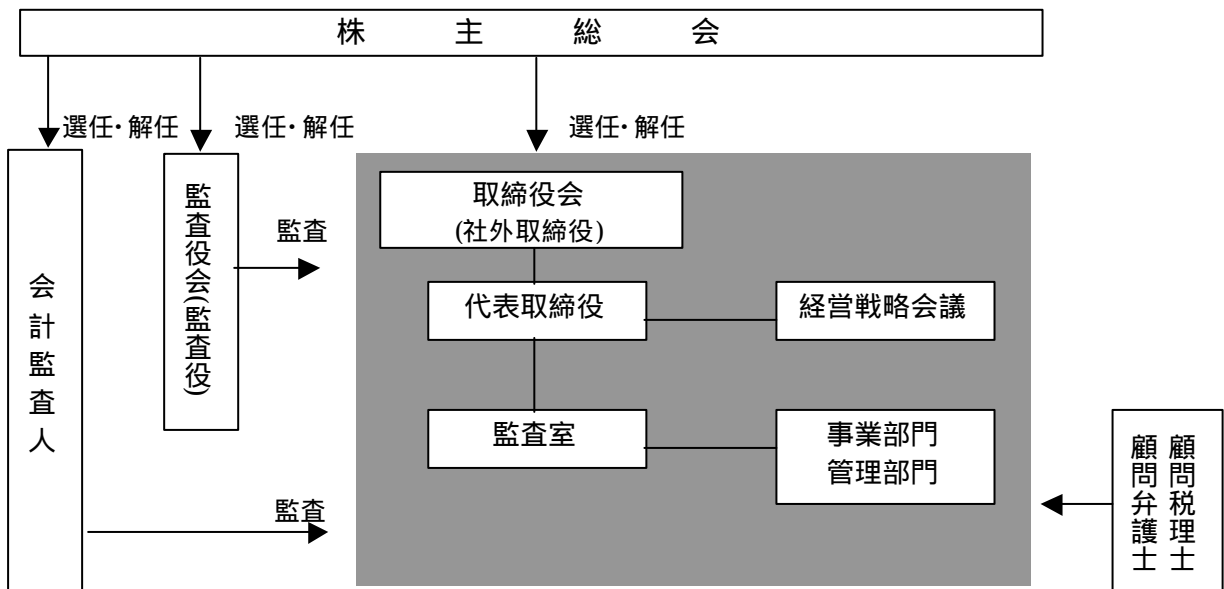 株主総会
選任・解任
選任・解任
選任・解任
会計監査人
監査役会(監査役)
監査
取締役会
(社外取締役)
代表取締役
経営戦略会議
監査室
事業部門
管理部門
監査
顧問税理士
顧問弁護士